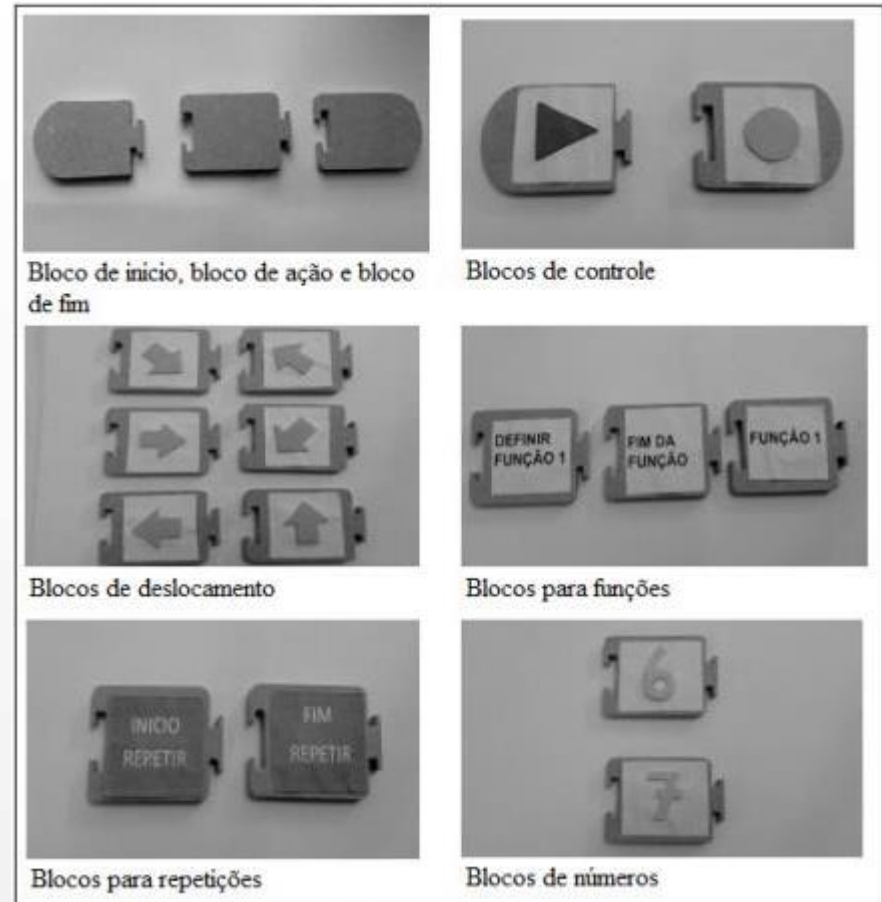 Bloco de inicio, bloco de ação e bloco
de fim
Blocos de controle
Blocos de deslocamento
DEFINIR
FUNÇÃO 1
FIM DA
FUNÇÃO
FUNÇÃO 1
Blocos para funções
INICIO
REPETIR
FIM
REPETIR
Blocos para repetições
6
7
Blocos de números